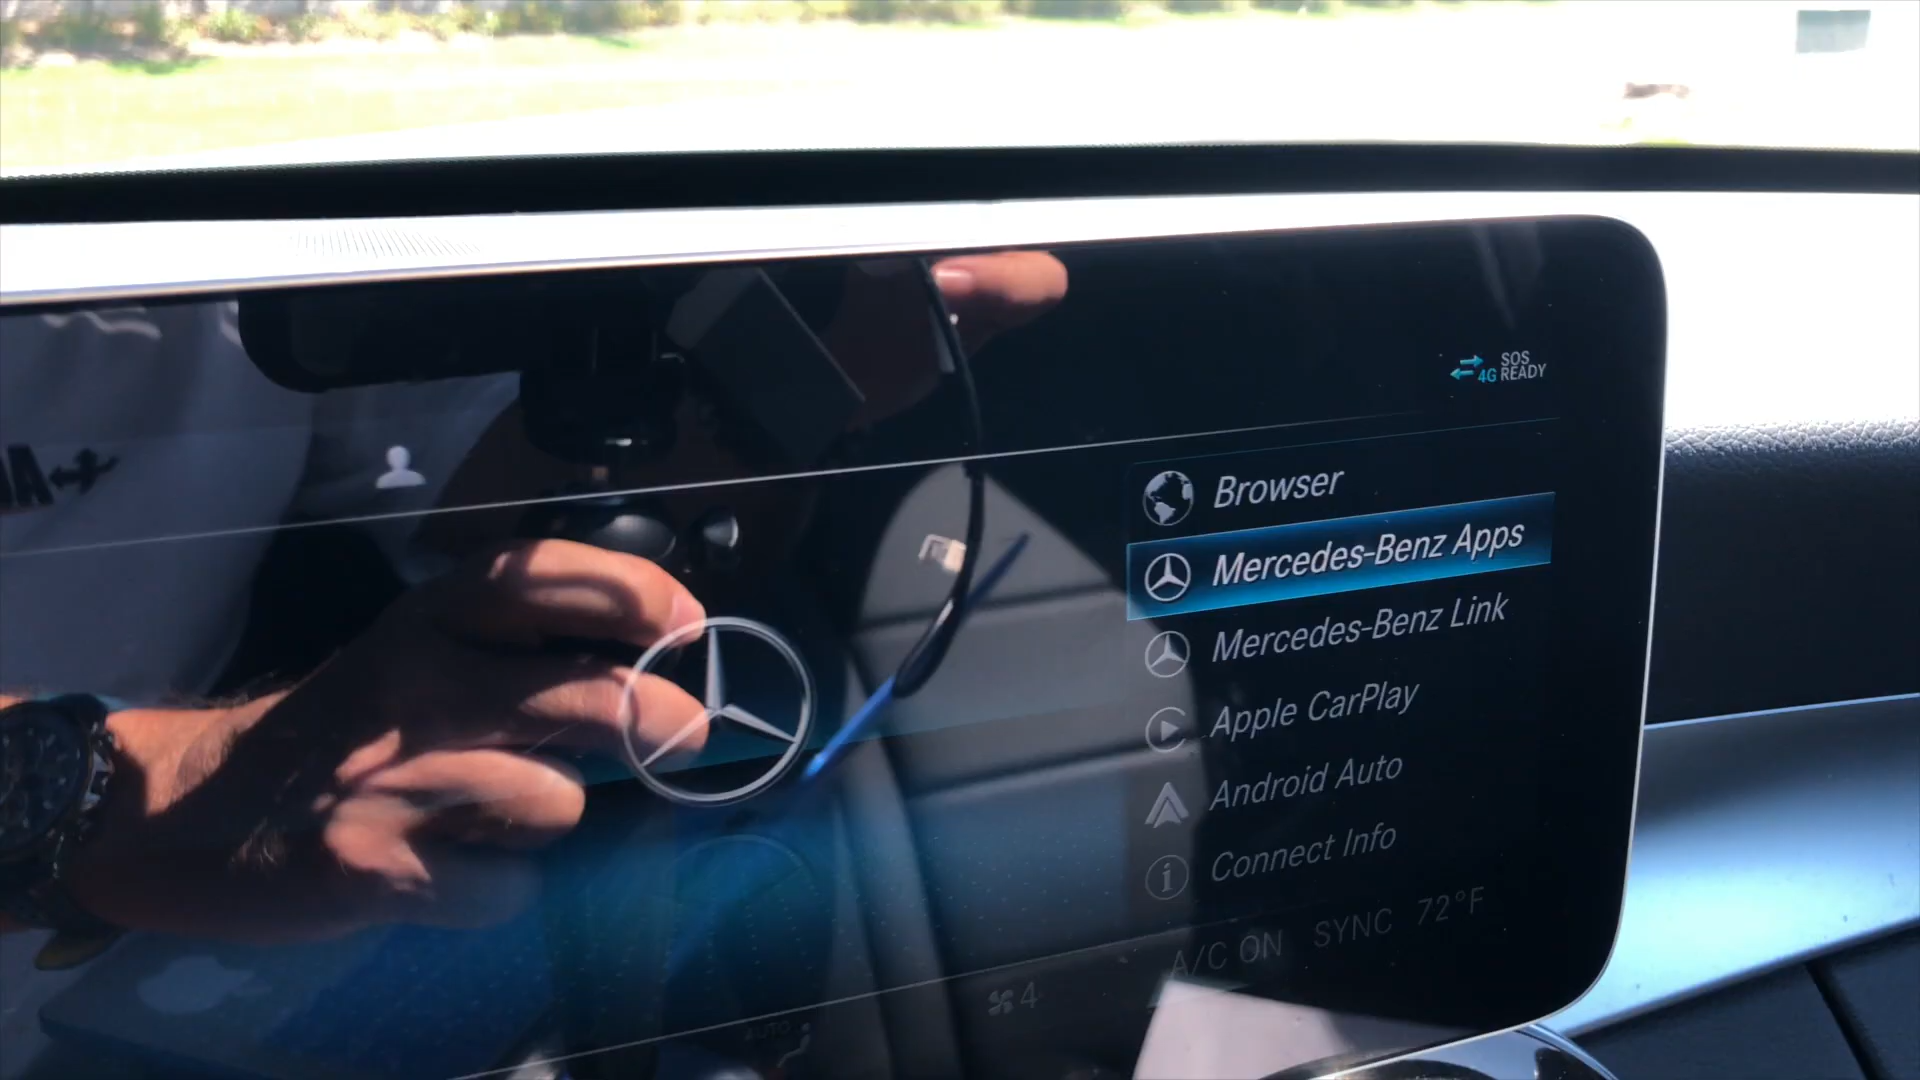 SOS
4G READY
Browser
Mercedes-Benz Apps
Mercedes-Benz Link
Apple CarPlay
Android Auto
Connect Info
A/C ON SYNC 72°F
4
AUTO